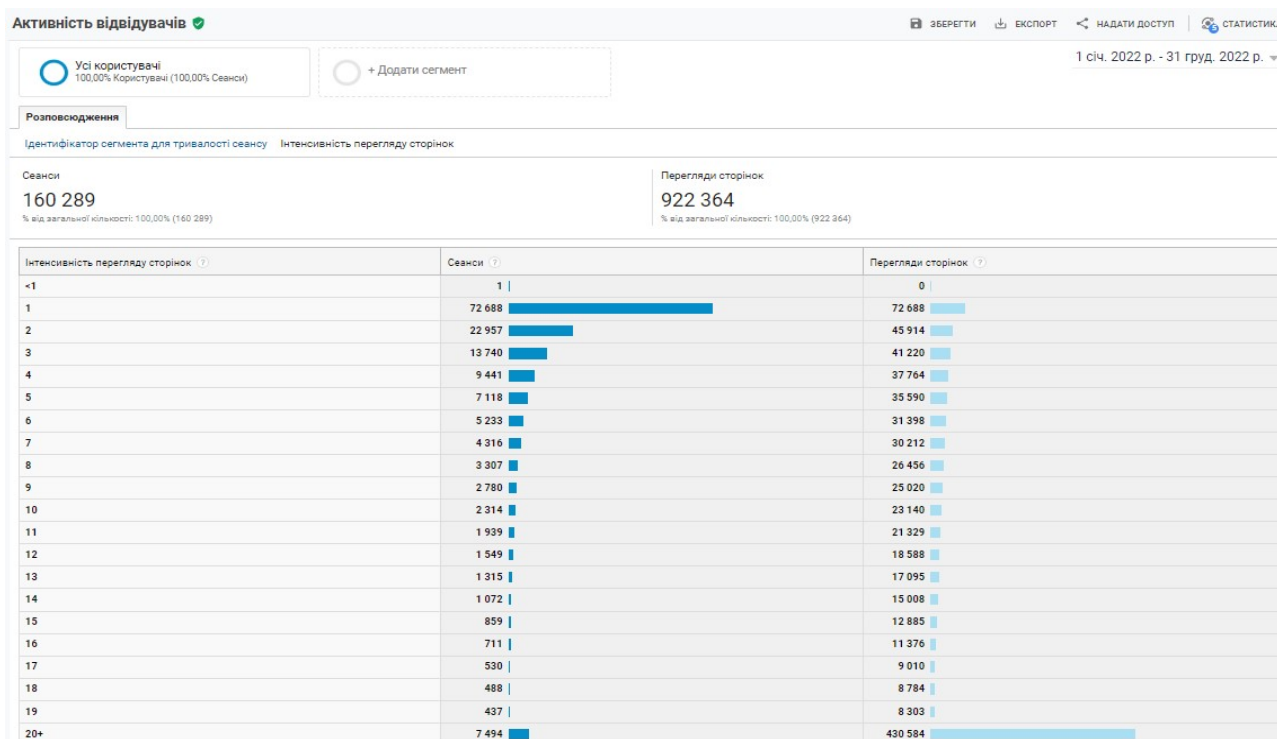 Активність відвідувачів
ЗБЕРЕГТИ ЕКСПОРТ НАДАТИ ДОСТУП СТАТИСТИК
1 січ. 2022 р. - 31 груд. 2022 р.
Усі користувачі
100,00% Користувачі (100,00% Сеанси)
+ Додати сегмент
Розповсюдження
Ідентифікатор сегмента для тривалості сеансу Інтенсивність перегляду сторінок
Сеанси
160 289
% від загальної кількості: 100,00% (160 289)
Перегляди сторінок
922 364
% від загальної кількості: 100,00% (922 364)
Інтенсивність перегляду сторінок ? Сеанси ? Перегляди сторінок ?
<1 1 0
1 72 688 72 688
2 22 957 45 914
3 13 740 41 220
4 9 441 37 764
5 7 118 35 590
6 5 233 31 398
7 4 316 30 212
8 3 307 26 456
9 2 780 25 020
10 2 314 23 140
11 1 939 21 329
12 1 549 18 588
13 1 315 17 095
14 1 072 15 008
15 859 12 885
16 711 11 376
17 530 9 010
18 488 8 784
19 437 8 303
20+ 7 494 430 584